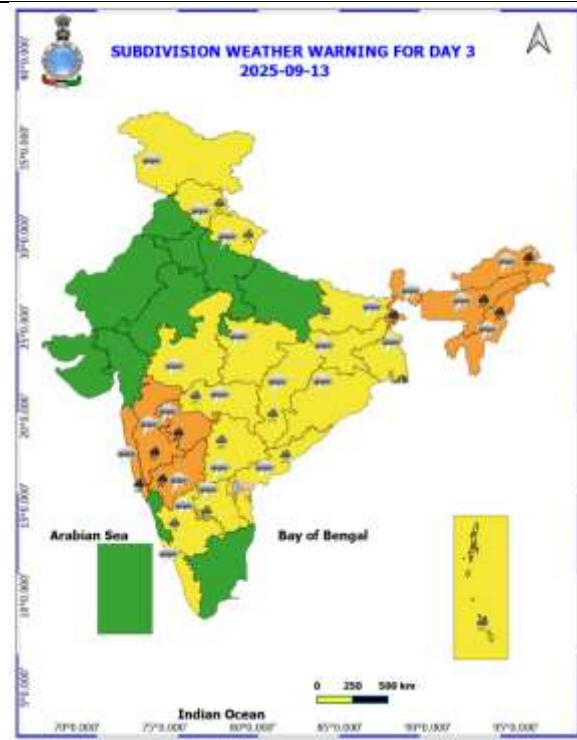 SUBDIVISION WEATHER WARNING FOR DAY 3
2025-09-13
Arabian Sea
Bay of Bengal
0 250 500 km
Indian Ocean
70°0.000' 75°0.000' 80°0.000' 85°0.000' 90°0.000' 95°0.000'